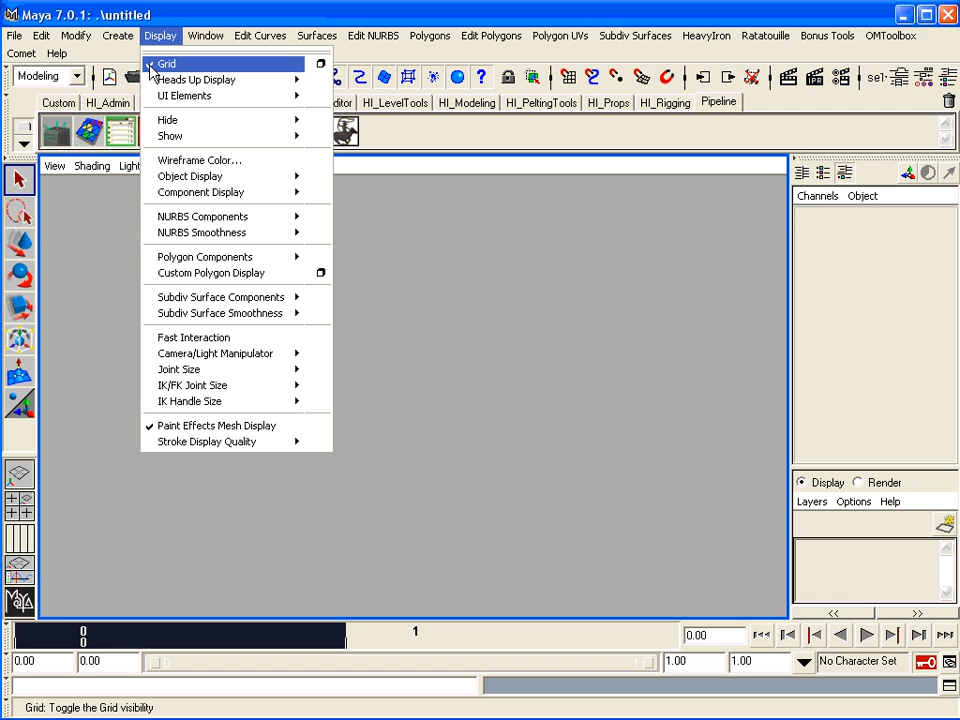 Maya 7.0.1: .\untitled
File Edit Modify Create Display Window Edit Curves Surfaces Edit NURBS Polygons Edit Polygons Polygon UVs Subdiv Surfaces HeavyIron Ratatouille Bonus Tools OMToolbox
Comet Help
Modeling
sel-
Custom HI_Admin
itor HI_LevelTools HI_Modeling HI_PeltingTools HI_Props HI_Rigging Pipeline
View Shading Light
Grid
Heads Up Display
UI Elements
Hide
Show
Wireframe Color...
Object Display
Component Display
NURBS Components
NURBS Smoothness
Polygon Components
Custom Polygon Display
Subdiv Surface Components
Subdiv Surface Smoothness
Fast Interaction
Camera/Light Manipulator
Joint Size
IK/FK Joint Size
IK Handle Size
Paint Effects Mesh Display
Stroke Display Quality
Channels Object
Display Render
Layers Options Help
<< >>
MAYA
0
0
1
0.00
0.00 0.00 1.00 1.00 No Character Set
Grid: Toggle the Grid visibility